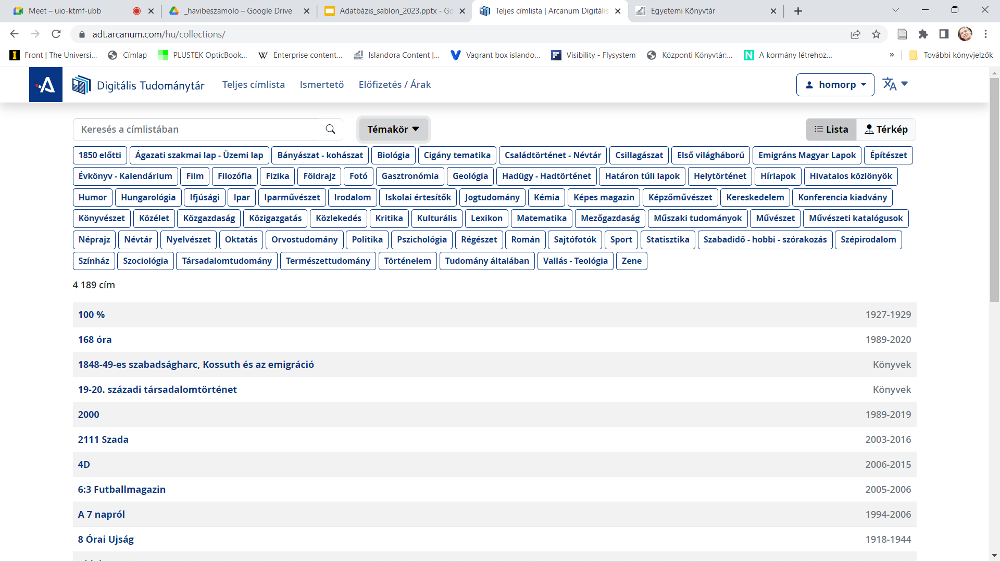 Meet – uio-ktmf-ubb
_havibeszamolo – Google Drive
Adatbázis_sablon_2023.pptx - Go
Teljes címlista | Arcanum Digitális
Egyetemi Könyvtár
adt.arcanum.com/hu/collections/
Front | The Universi...
Címlap
PLUSTEK OpticBook...
W Enterprise content...
Islandora Content |...
Vagrant box islando...
Visibility - Flysystem
Központi Könyvtár:...
N A kormány létrehoz...
»
További könyvjelzők
A
Digitális Tudománytár
Teljes címlista
Ismertető
Előfizetés / Árak
homorp
Keresés a címlistában
Témakör
Lista
Térkép
1850 előtti Ágazati szakmai lap - Üzemi lap Bányászat - kohászat Biológia Cigány tematika Családtörténet - Névtár Csillagászat Első világháború Emigráns Magyar Lapok Építészet
Évkönyv - Kalendárium Film Filozófia Fizika Földrajz Fotó Gasztronómia Geológia Hadügy - Hadtörténet Határon túli lapok Helytörténet Hírlapok Hivatalos közlönyök
Humor Hungarológia Ifjúsági Ipar Iparművészet Irodalom Iskolai értesítők Jogtudomány Kémia Képes magazin Képzőművészet Kereskedelem Konferencia kiadvány
Könyvészet Közélet Közgazdaság Közigazgatás Közlekedés Kritika Kulturális Lexikon Matematika Mezőgazdaság Műszaki tudományok Művészet Művészeti katalógusok
Néprajz Névtár Nyelvészet Oktatás Orvostudomány Politika Pszichológia Régészet Román Sajtófotók Sport Statisztika Szabadidő - hobbi - szórakozás Szépirodalom
Színház Szociológia Társadalomtudomány Természettudomány Történelem Tudomány általában Vallás - Teológia Zene
4 189 cím
100 % 1927-1929
168 óra 1989-2020
1848-49-es szabadságharc, Kossuth és az emigráció Könyvek
19-20. századi társadalomtörténet Könyvek
2000 1989-2019
2111 Szada 2003-2016
4D 2006-2015
6:3 Futballmagazin 2005-2006
A 7 napról 1994-2006
8 Órai Ujság 1918-1944